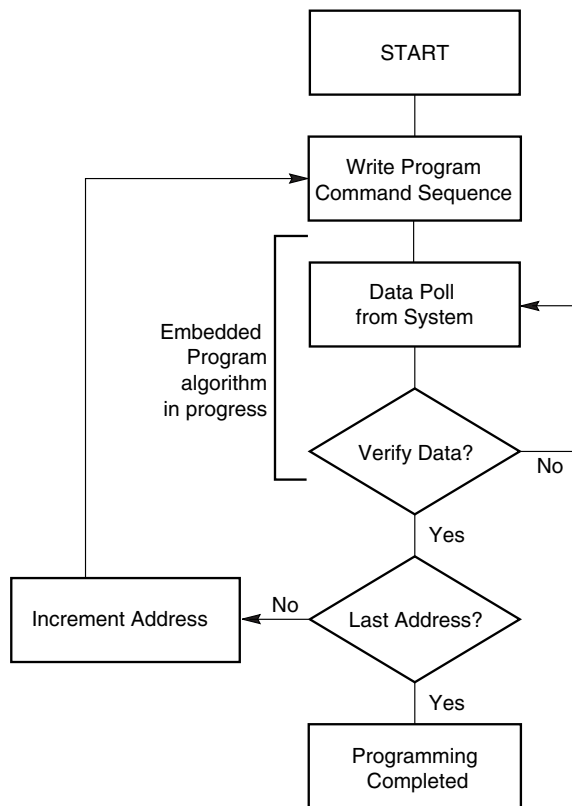 START
Write Program
Command Sequence
Data Poll
from System
Embedded
Program
algorithm
in progress
Verify Data?
No
Yes
Increment Address
No
Last Address?
Yes
Programming
Completed